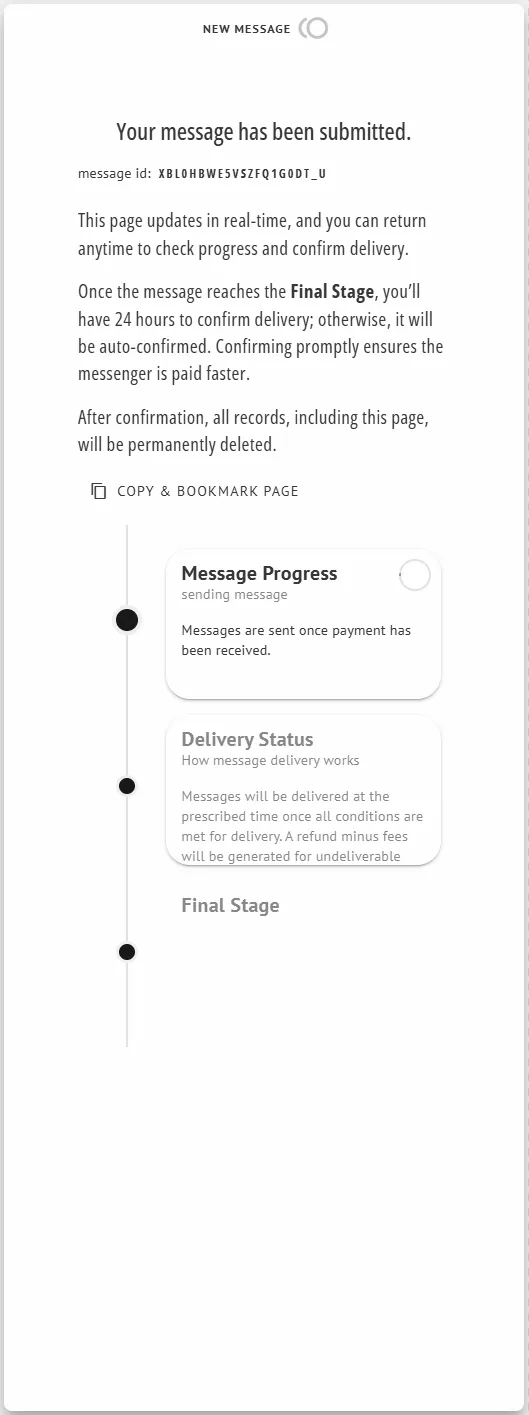 NEW MESSAGE
Your message has been submitted.
message id: XBL0HBWE5VSZFQ1G0DT_U
This page updates in real-time, and you can return
anytime to check progress and confirm delivery.
Once the message reaches the Final Stage, you’ll
have 24 hours to confirm delivery; otherwise, it will
be auto-confirmed. Confirming promptly ensures the
messenger is paid faster.
After confirmation, all records, including this page,
will be permanently deleted.
COPY & BOOKMARK PAGE
Message Progress
sending message
Messages are sent once payment has
been received.
Delivery Status
How message delivery works
Messages will be delivered at the
prescribed time once all conditions are
met for delivery. A refund minus fees
will be generated for undeliverable
Final Stage